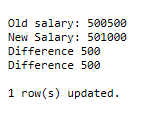 Old salary: 500500
New Salary: 501000
Difference 500
Difference 500
1 row(s) updated.